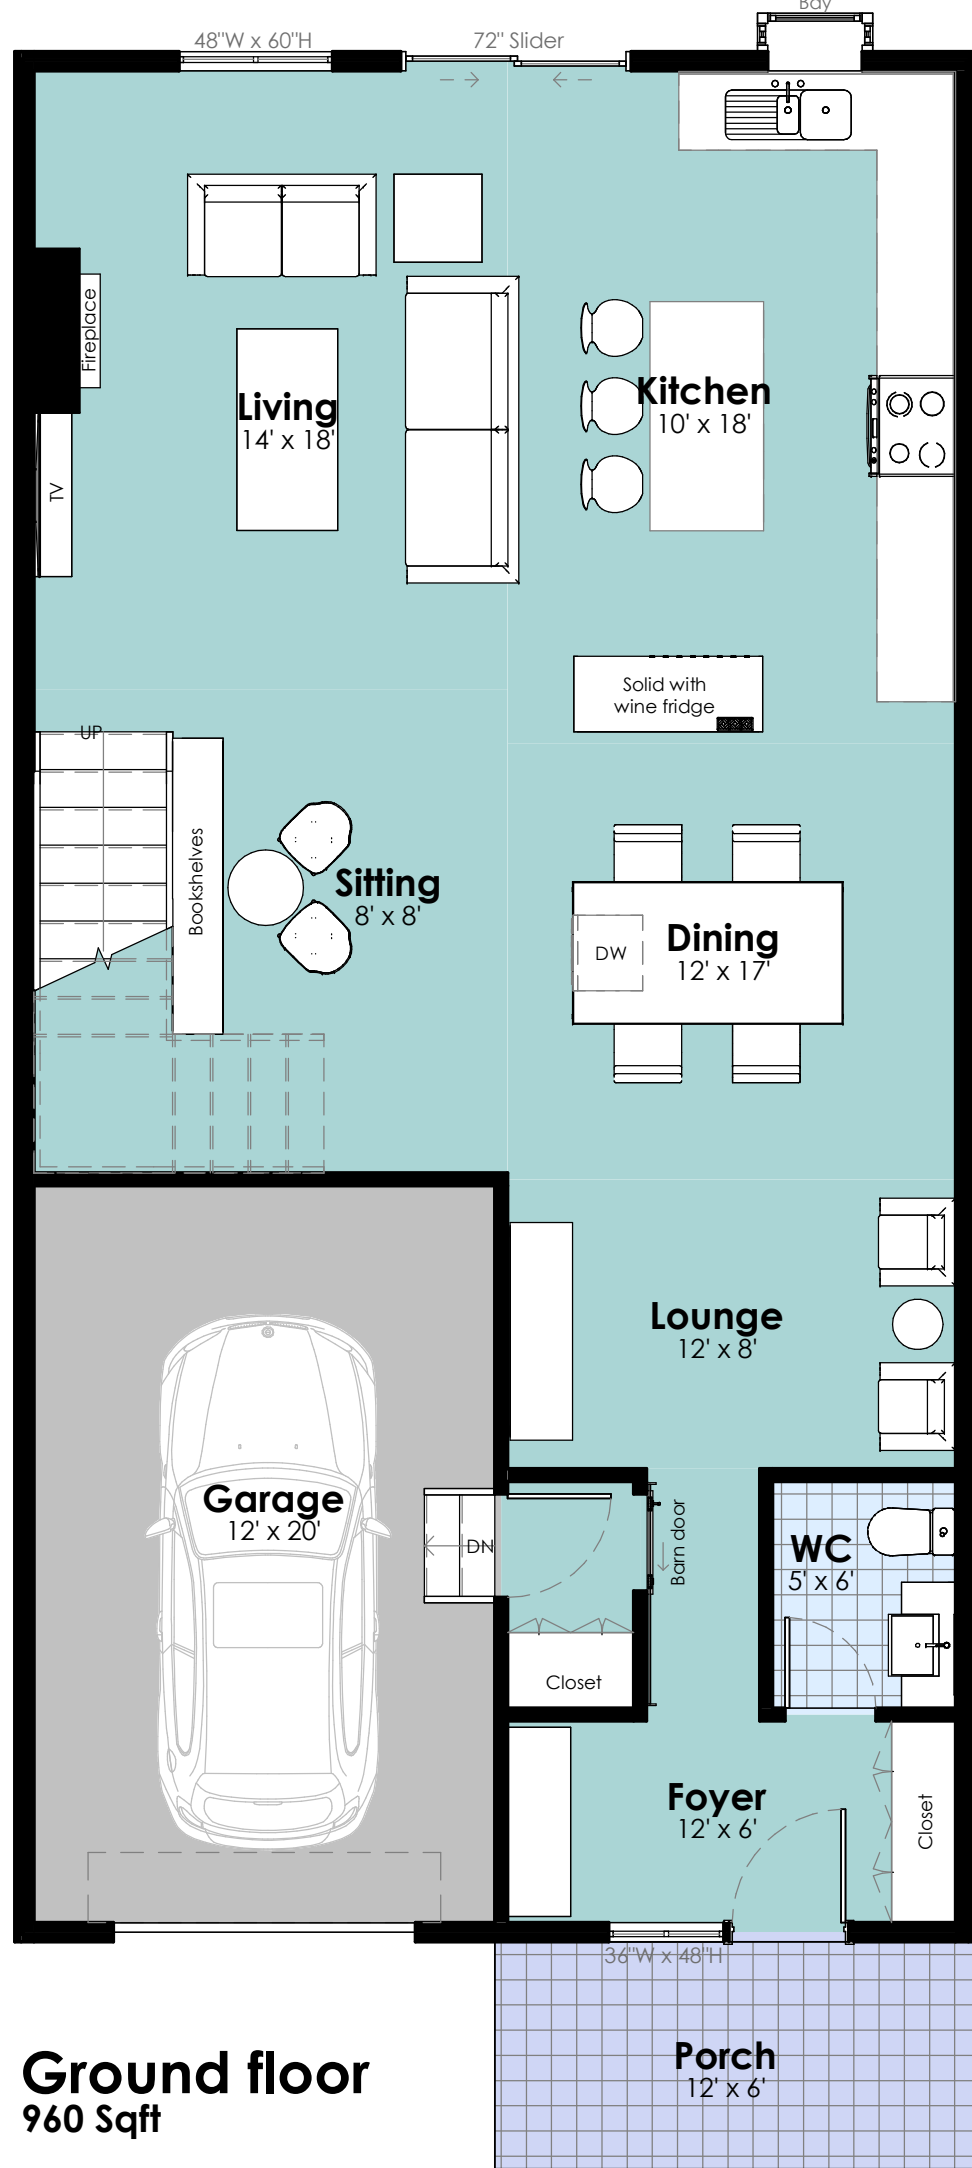 Bay
48"W x 60"H
72" Slider
Fireplace
Living
14' x 18'
Kitchen
10' x 18'
TV
Solid with
wine fridge
UP
Bookshelves
Sitting
8' x 8'
Dining
12' x 17'
DW
Lounge
12' x 8'
Garage
12' x 20'
DN
Barn door
WC
5' x 6'
Closet
Foyer
12' x 6'
Closet
36"W x 48"H
Porch
12' x 6'
Ground floor
960 Sqft